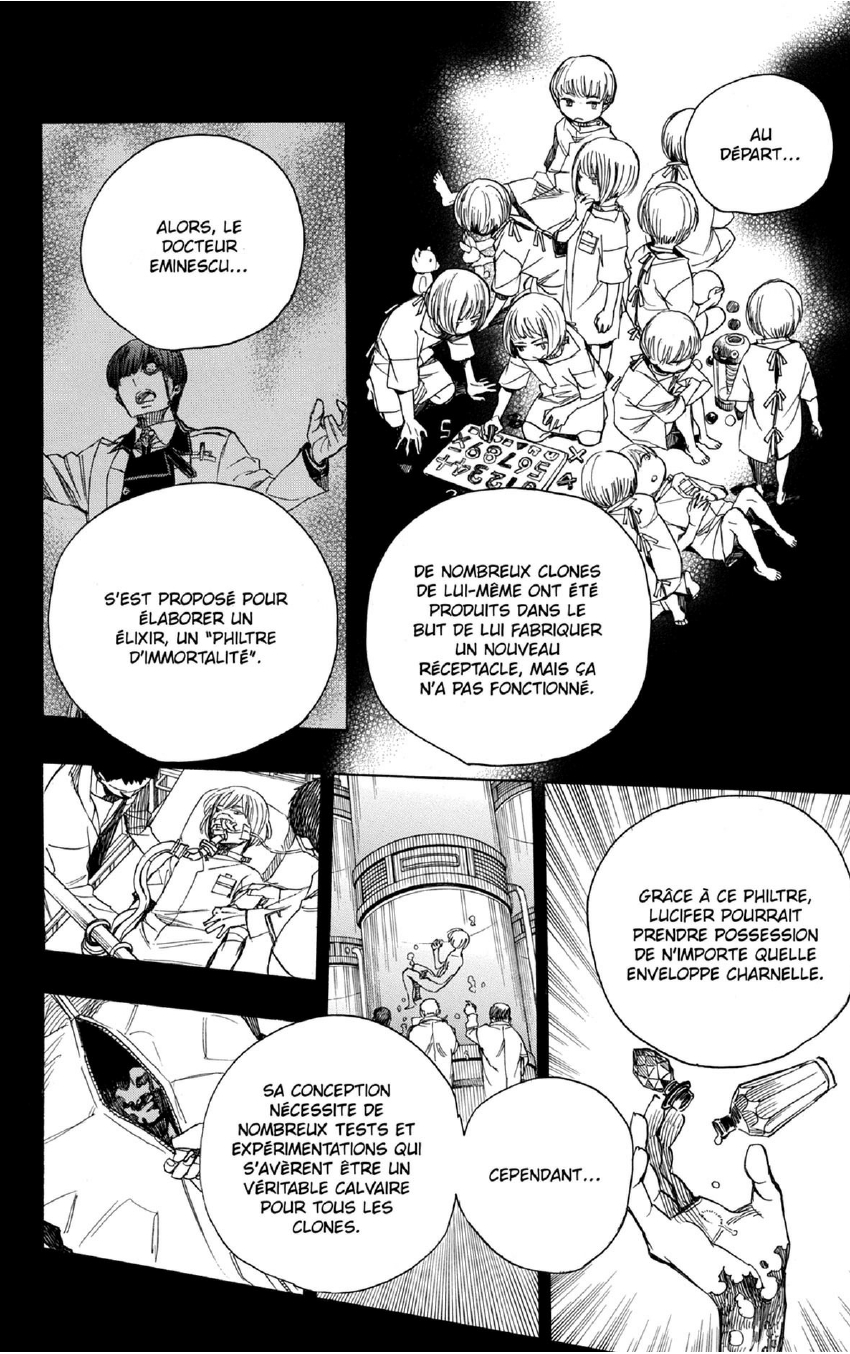 AU
DÉPART...
DE NOMBREUX CLONES
DE LUI-MÊME ONT ÉTÉ
PRODUITS DANS LE
BUT DE LUI FABRIQUER
UN NOUVEAU
RÉCEPTACLE, MAIS ÇA
N'A PAS FONCTIONNÉ.
ALORS, LE
DOCTEUR
EMINESCU...
S'EST PROPOSÉ POUR
ÉLABORER UN
ÉLIXIR, UN "PHILTRE
D'IMMORTALITÉ".
GRÂCE À CE PHILTRE,
LUCIFER POURRAIT
PRENDRE POSSESSION
DE N'IMPORTE QUELLE
ENVELOPPE CHARNELLE.
CEPENDANT...
SA CONCEPTION
NÉCESSITE DE
NOMBREUX TESTS ET
EXPÉRIMENTATIONS QUI
S'AVÈRENT ÊTRE UN
VÉRITABLE CALVAIRE
POUR TOUS LES
CLONES.